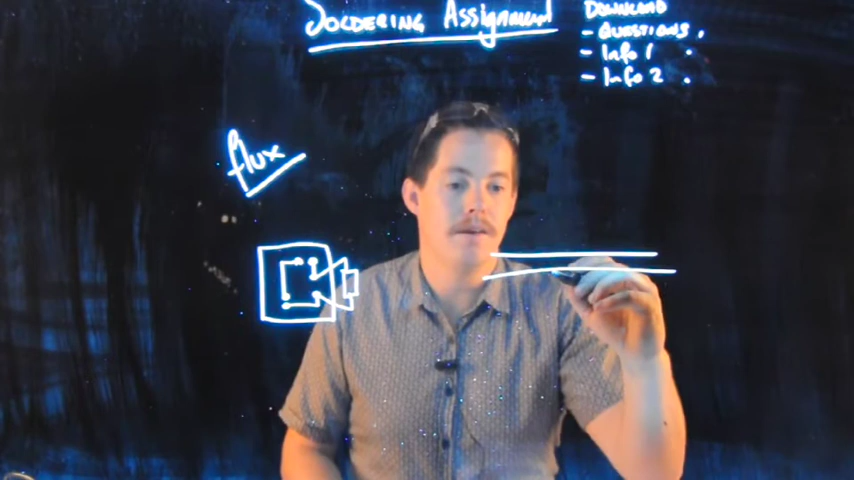 SOLDERING Assignment
DOWNLOAD
- QUESTIONS .
- Info 1 .
- Info 2 .
flux